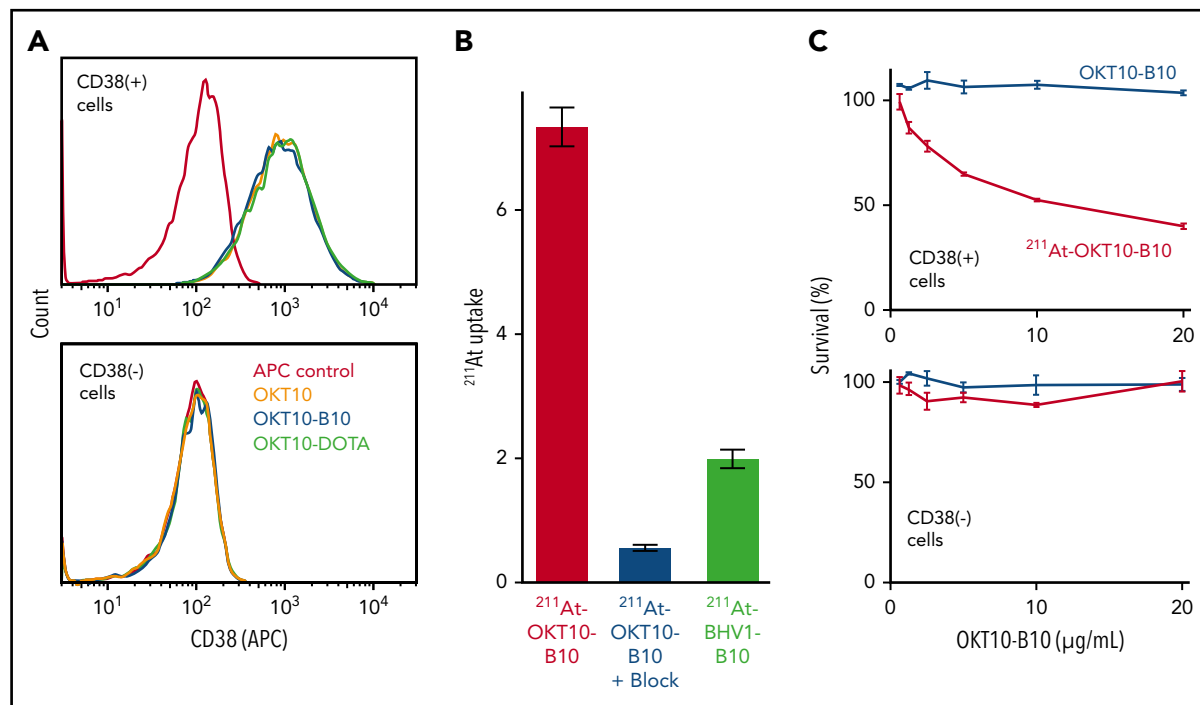 A
CD38(+)
cells
10¹ 10² 10³ 10⁴
CD38(-)
cells
APC control
OKT10
OKT10-B10
OKT10-DOTA
10¹ 10² 10³ 10⁴
Count
CD38 (APC)
B
6
4
2
0
²¹¹At uptake
²¹¹At-
OKT10-
B10
²¹¹At-
OKT10-
B10
+ Block
²¹¹At-
BHV1-
B10
C
OKT10-B10
100
50
²¹¹At-OKT10-B10
CD38(+)
cells
0
10 20
Survival (%)
100
50
CD38(-)
cells
0
10 20
OKT10-B10 (µg/mL)